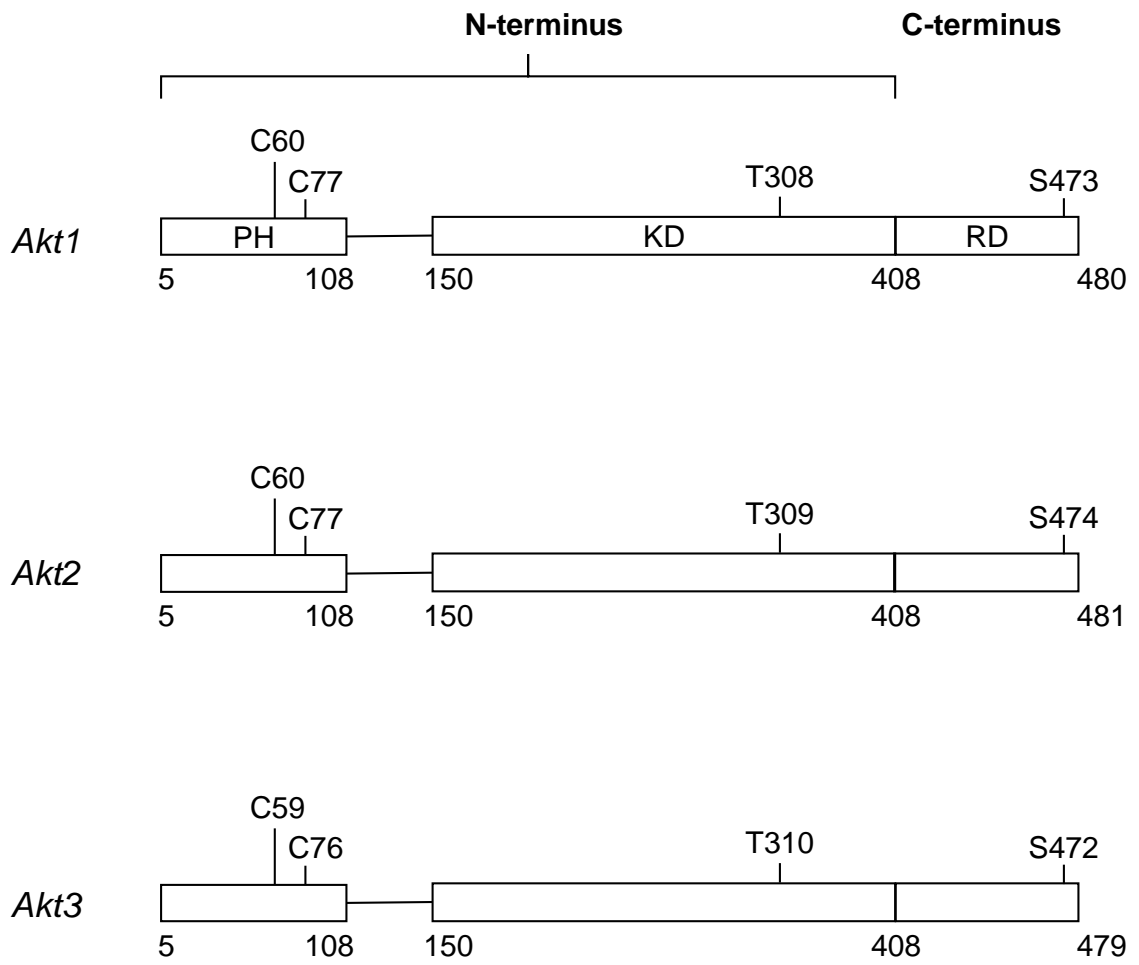 N-terminus C-terminus
C60
C77 T308 S473
Akt1 PH KD RD
5 108 150 408 480
C60
C77 T309 S474
Akt2
5 108 150 408 481
C59
C76 T310 S472
Akt3
5 108 150 408 479